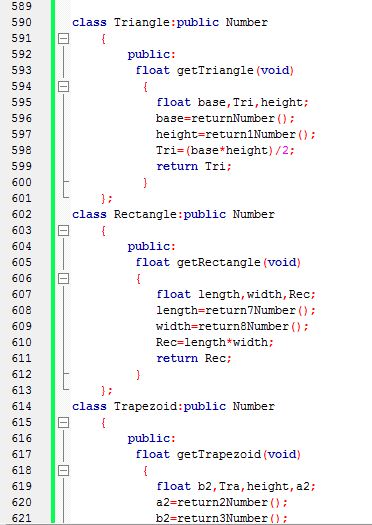 589
590 class Triangle:public Number
591 {
592 public:
593 float getTriangle(void)
594 {
595 float base,Tri,height;
596 base=returnNumber();
597 height=return1Number();
598 Tri=(base*height)/2;
599 return Tri;
600 }
601 };
602 class Rectangle:public Number
603 {
604 public:
605 float getRectangle(void)
606 {
607 float length,width,Rec;
608 length=return7Number();
609 width=return8Number();
610 Rec=length*width;
611 return Rec;
612 }
613 };
614 class Trapezoid:public Number
615 {
616 public:
617 float getTrapezoid(void)
618 {
619 float b2,Tra,height,a2;
620 a2=return2Number();
621 b2=return3Number();